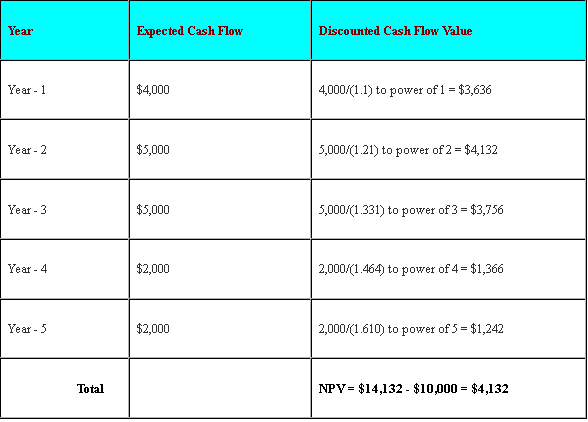 Year Expected Cash Flow Discounted Cash Flow Value
Year - 1 $4,000 4,000/(1.1) to power of 1 = $3,636
Year - 2 $5,000 5,000/(1.21) to power of 2 = $4,132
Year - 3 $5,000 5,000/(1.331) to power of 3 = $3,756
Year - 4 $2,000 2,000/(1.464) to power of 4 = $1,366
Year - 5 $2,000 2,000/(1.610) to power of 5 = $1,242
Total NPV = $14,132 - $10,000 = $4,132